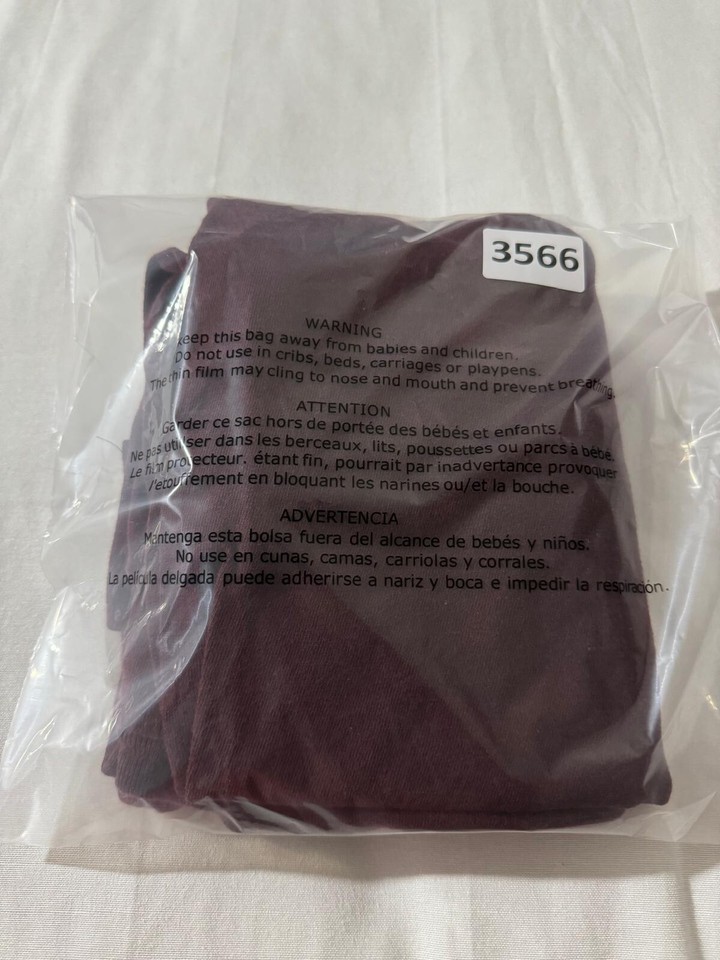 3566
WARNING
keep this bag away from babies and children.
Do not use in cribs, beds, carriages or playpens.
The thin film may cling to nose and mouth and prevent breathing.
ATTENTION
Garder ce sac hors de portée des bébés et enfants.
Ne pas utiliser dans les berceaux, lits, poussettes ou parcs à bébé.
Le film protecteur. étant fin, pourrait par inadvertance provoquer
l'etouffement en bloquant les narines ou/et la bouche.
ADVERTENCIA
Mantenga esta bolsa fuera del alcance de bebés y niños.
No use en cunas, camas, carriolas y corrales.
La película delgada puede adherirse a nariz y boca e impedir la respiración.